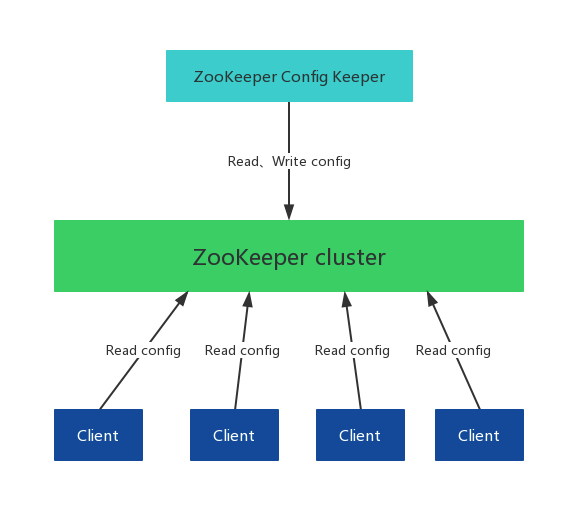 ZooKeeper Config Keeper
Read、Write config
ZooKeeper cluster
Read config
Read config
Read config
Read config
Client
Client
Client
Client